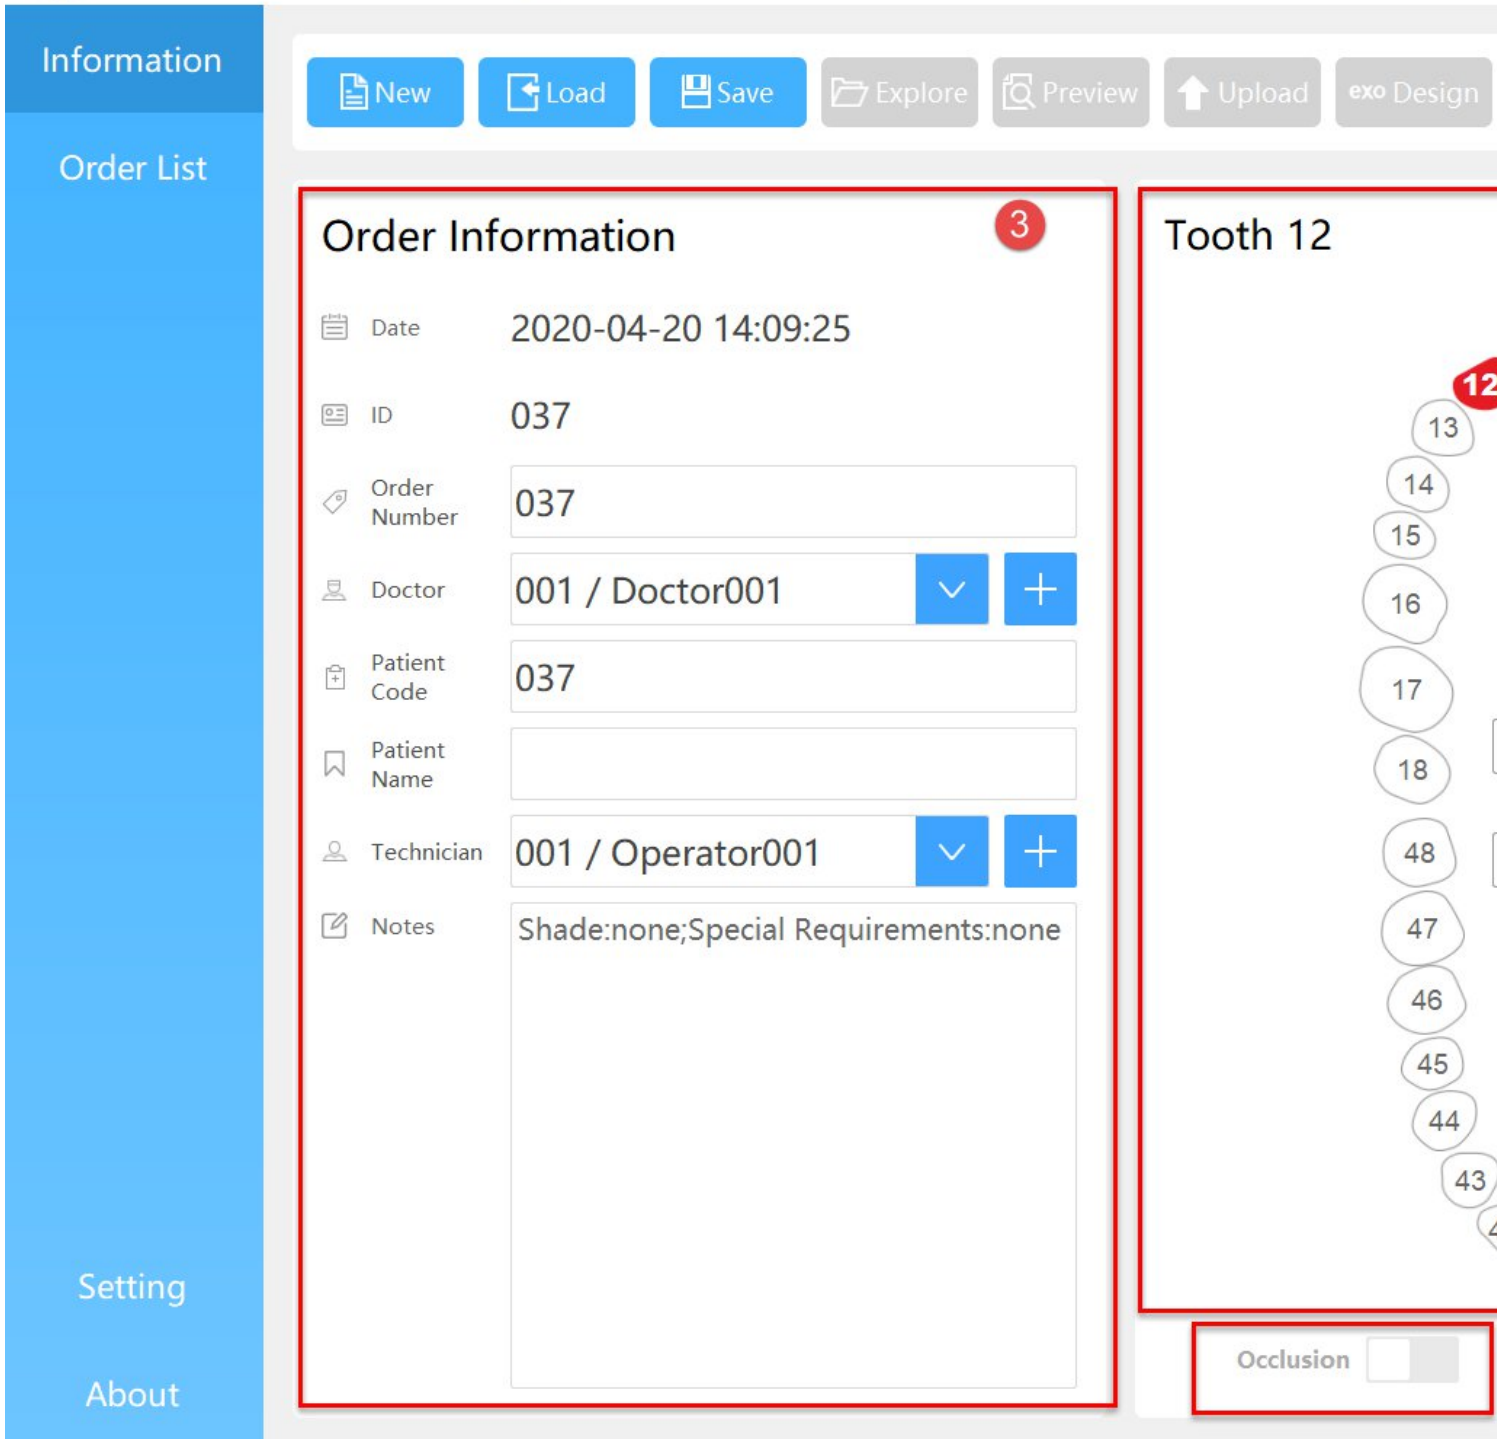 Information
New
Load
Save
Explore
Preview
Upload
exo Design
Order List
Order Information
3
Tooth 12
Date
2020-04-20 14:09:25
ID
037
Order
Number
037
Doctor
001 / Doctor001
Patient
Code
037
Patient
Name
Technician
001 / Operator001
Notes
Shade:none;Special Requirements:none
12
13
14
15
16
17
18
48
47
46
45
44
43
Occlusion
Setting
About